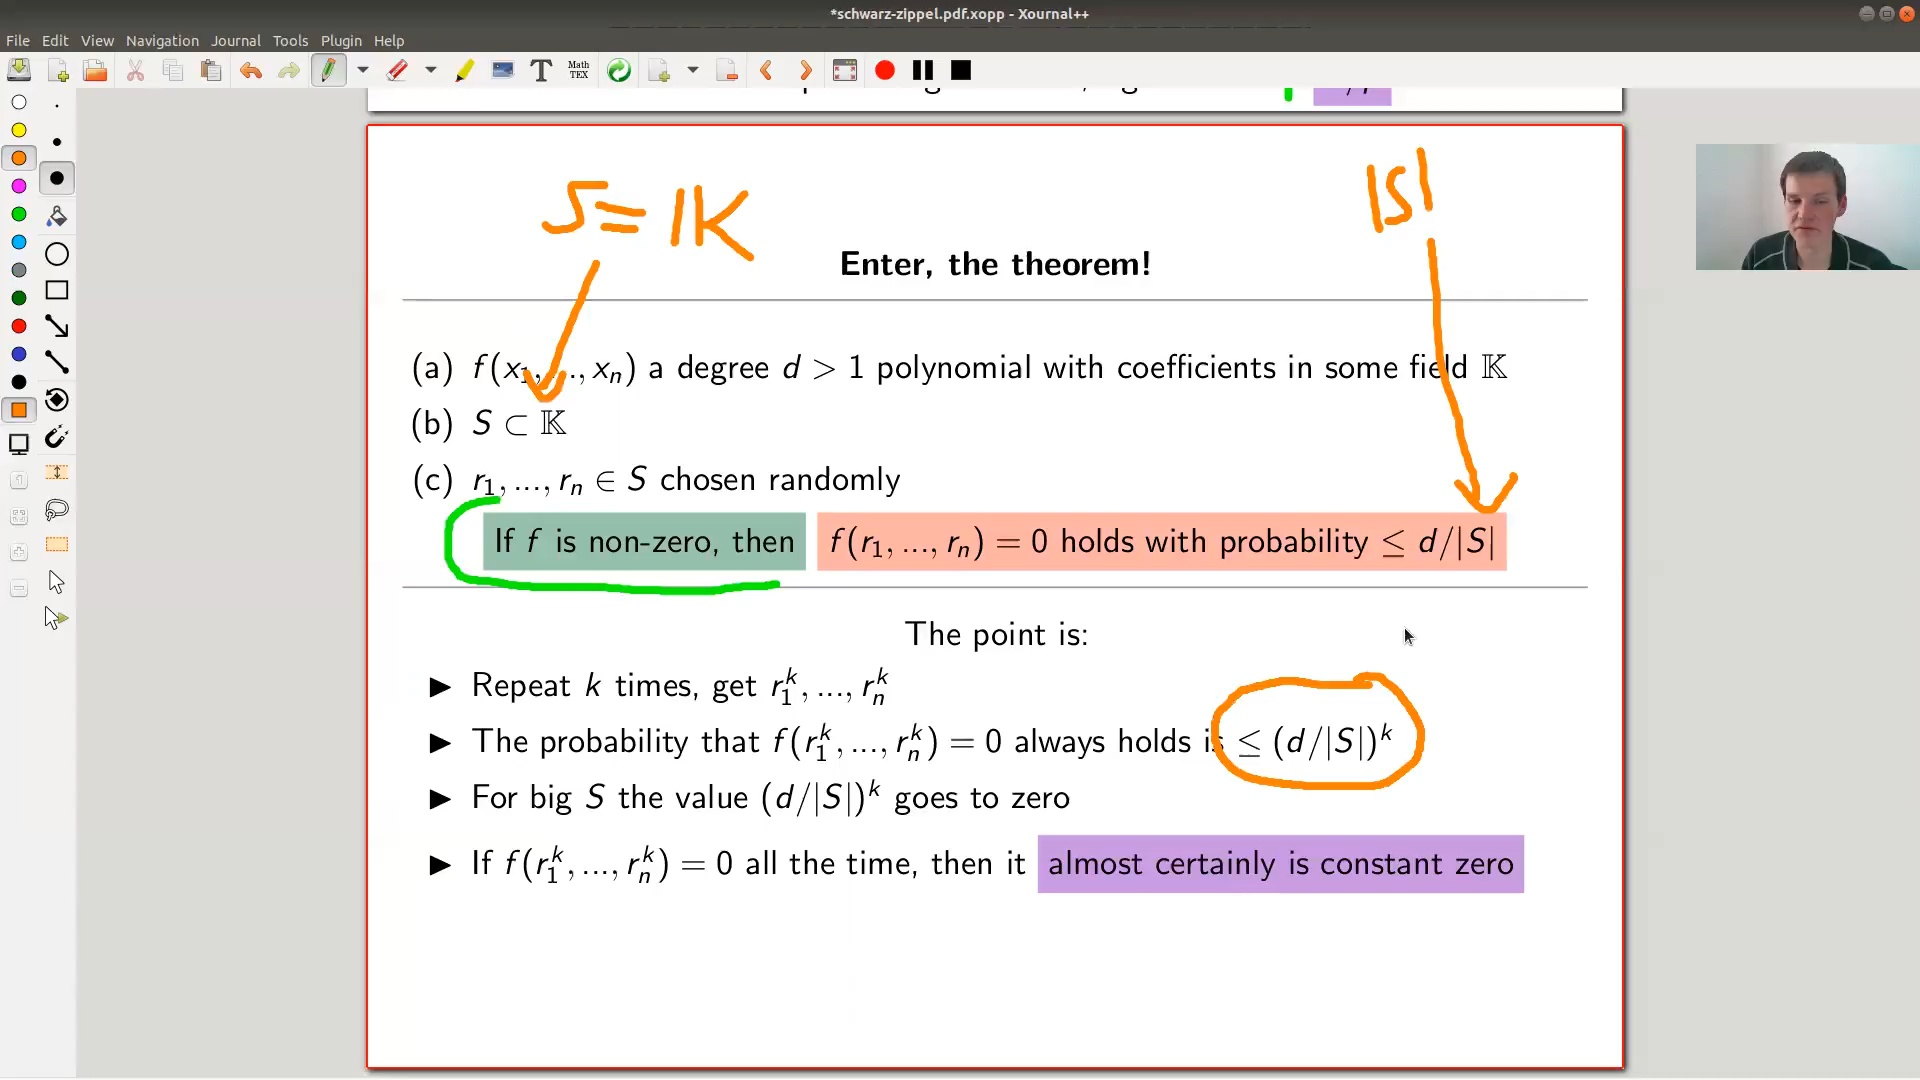 *schwarz-zippel.pdf.xopp - Xournal++
File Edit View Navigation Journal Tools Plugin Help
Math TEX
S = 𝕂
|S|
Enter, the theorem!
(a) f(x₁, ..., xₙ) a degree d > 1 polynomial with coefficients in some field 𝕂
(b) S ⊂ 𝕂
(c) r₁, ..., rₙ ∈ S chosen randomly
If f is non-zero, then f(r₁, ..., rₙ) = 0 holds with probability ≤ d/|S|
The point is:
▶ Repeat k times, get r₁ᵏ, ..., rₙᵏ
▶ The probability that f(r₁ᵏ, ..., rₙᵏ) = 0 always holds is ≤ (d/|S|)ᵏ
▶ For big S the value (d/|S|)ᵏ goes to zero
▶ If f(r₁ᵏ, ..., rₙᵏ) = 0 all the time, then it almost certainly is constant zero